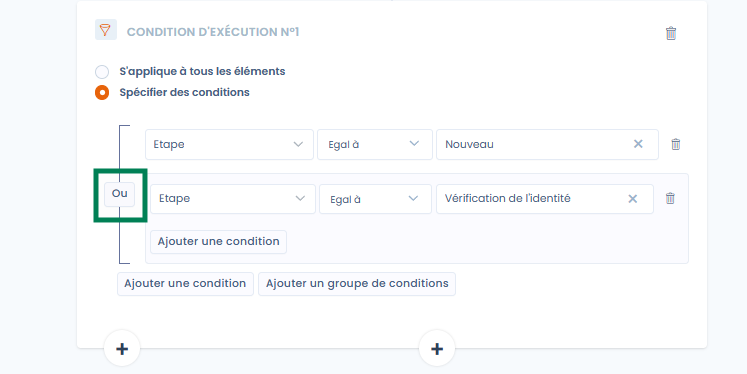 CONDITION D'EXÉCUTION N°1
S'applique à tous les éléments
Spécifier des conditions
Etape Egal à Nouveau
Ou
Etape Egal à Vérification de l'identité
Ajouter une condition
Ajouter une condition Ajouter un groupe de conditions